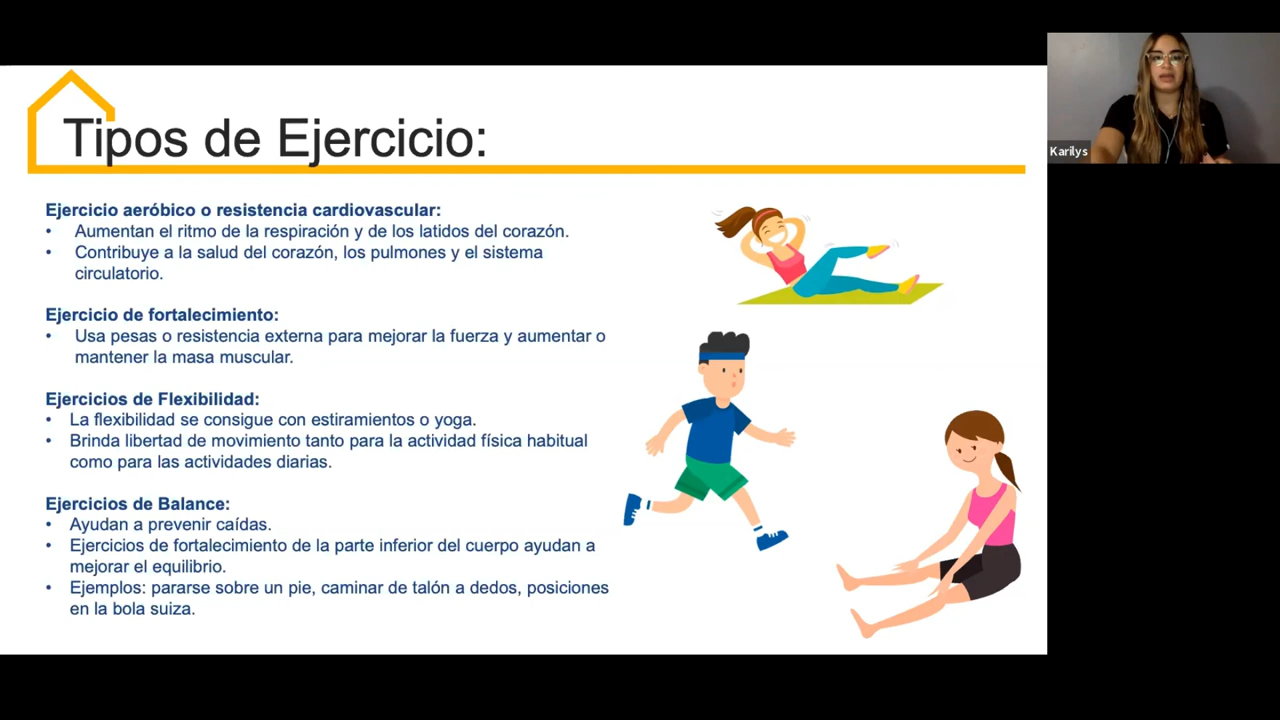 Tipos de Ejercicio:
Karilys
Ejercicio aeróbico o resistencia cardiovascular:
• Aumentan el ritmo de la respiración y de los latidos del corazón.
• Contribuye a la salud del corazón, los pulmones y el sistema
circulatorio.
Ejercicio de fortalecimiento:
• Usa pesas o resistencia externa para mejorar la fuerza y aumentar o
mantener la masa muscular.
Ejercicios de Flexibilidad:
• La flexibilidad se consigue con estiramientos o yoga.
• Brinda libertad de movimiento tanto para la actividad física habitual
como para las actividades diarias.
Ejercicios de Balance:
• Ayudan a prevenir caídas.
• Ejercicios de fortalecimiento de la parte inferior del cuerpo ayudan a
mejorar el equilibrio.
• Ejemplos: pararse sobre un pie, caminar de talón a dedos, posiciones
en la bola suiza.